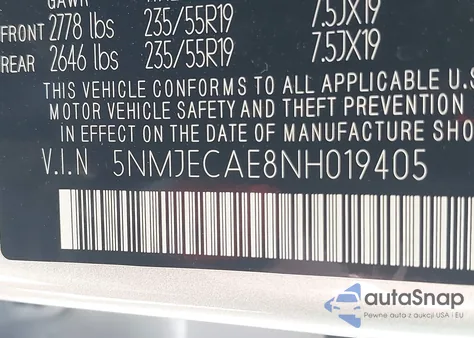 GAWR
FRONT 2778 lbs 235/55R19 7.5JX19
REAR 2646 lbs 235/55R19 7.5JX19
THIS VEHICLE CONFORMS TO ALL APPLICABLE U.S
MOTOR VEHICLE SAFETY AND THEFT PREVENTION
IN EFFECT ON THE DATE OF MANUFACTURE SHO
V.I.N 5NMJECAE8NH019405
autoSnap
Pewne auta z aukcji USA i EU